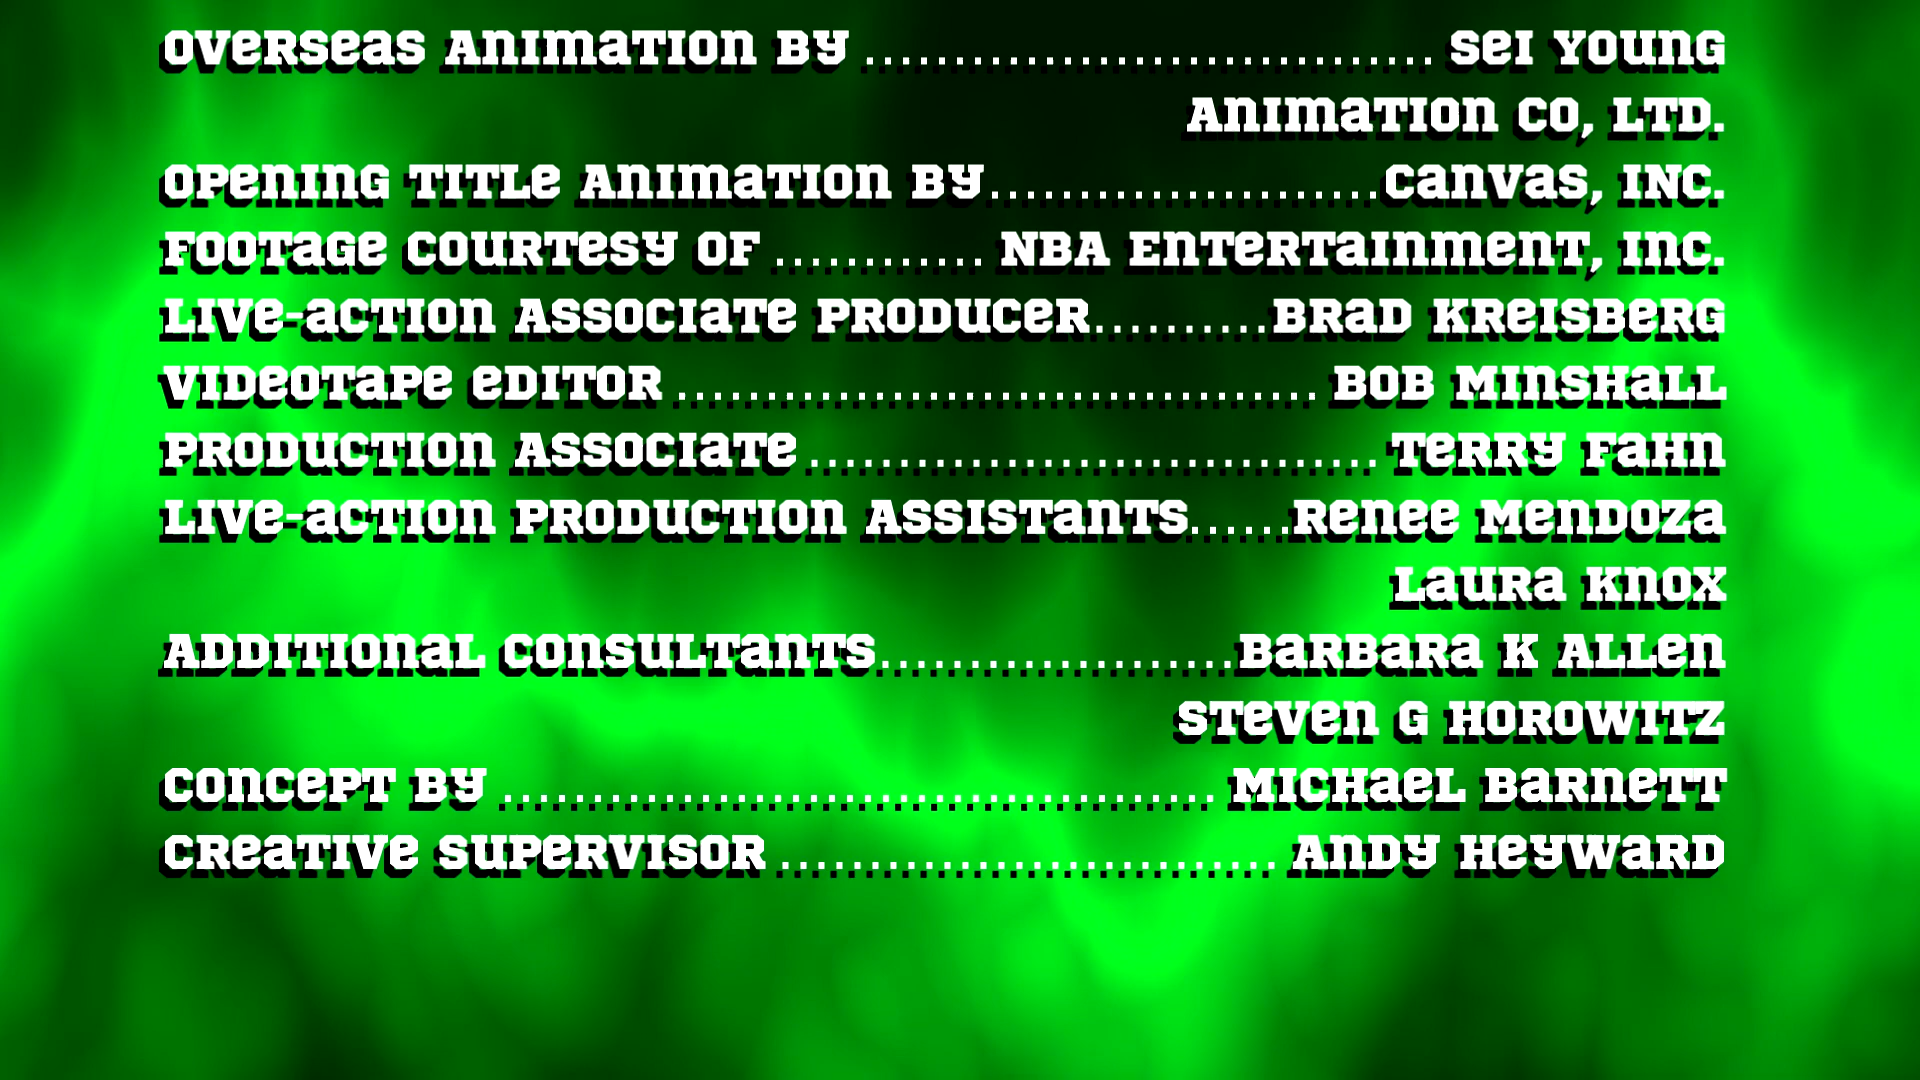 OVERSEAS ANIMATION BY ................................ SEI YOUNG
ANIMATION CO, LTD.
OPENING TITLE ANIMATION BY......................CANVAS, INC.
FOOTAGE COURTESY OF ............ NBA ENTERTAINMENT, INC.
LIVE-ACTION ASSOCIATE PRODUCER..........BRAD KREISBERG
VIDEOTAPE EDITOR .................................... BOB MINSHALL
PRODUCTION ASSOCIATE ................................ TERRY FAHN
LIVE-ACTION PRODUCTION ASSISTANTS......RENEE MENDOZA
LAURA KNOX
ADDITIONAL CONSULTANTS....................BARBARA K ALLEN
STEVEN G HOROWITZ
CONCEPT BY ........................................ MICHAEL BARNETT
CREATIVE SUPERVISOR ............................ ANDY HEYWARD